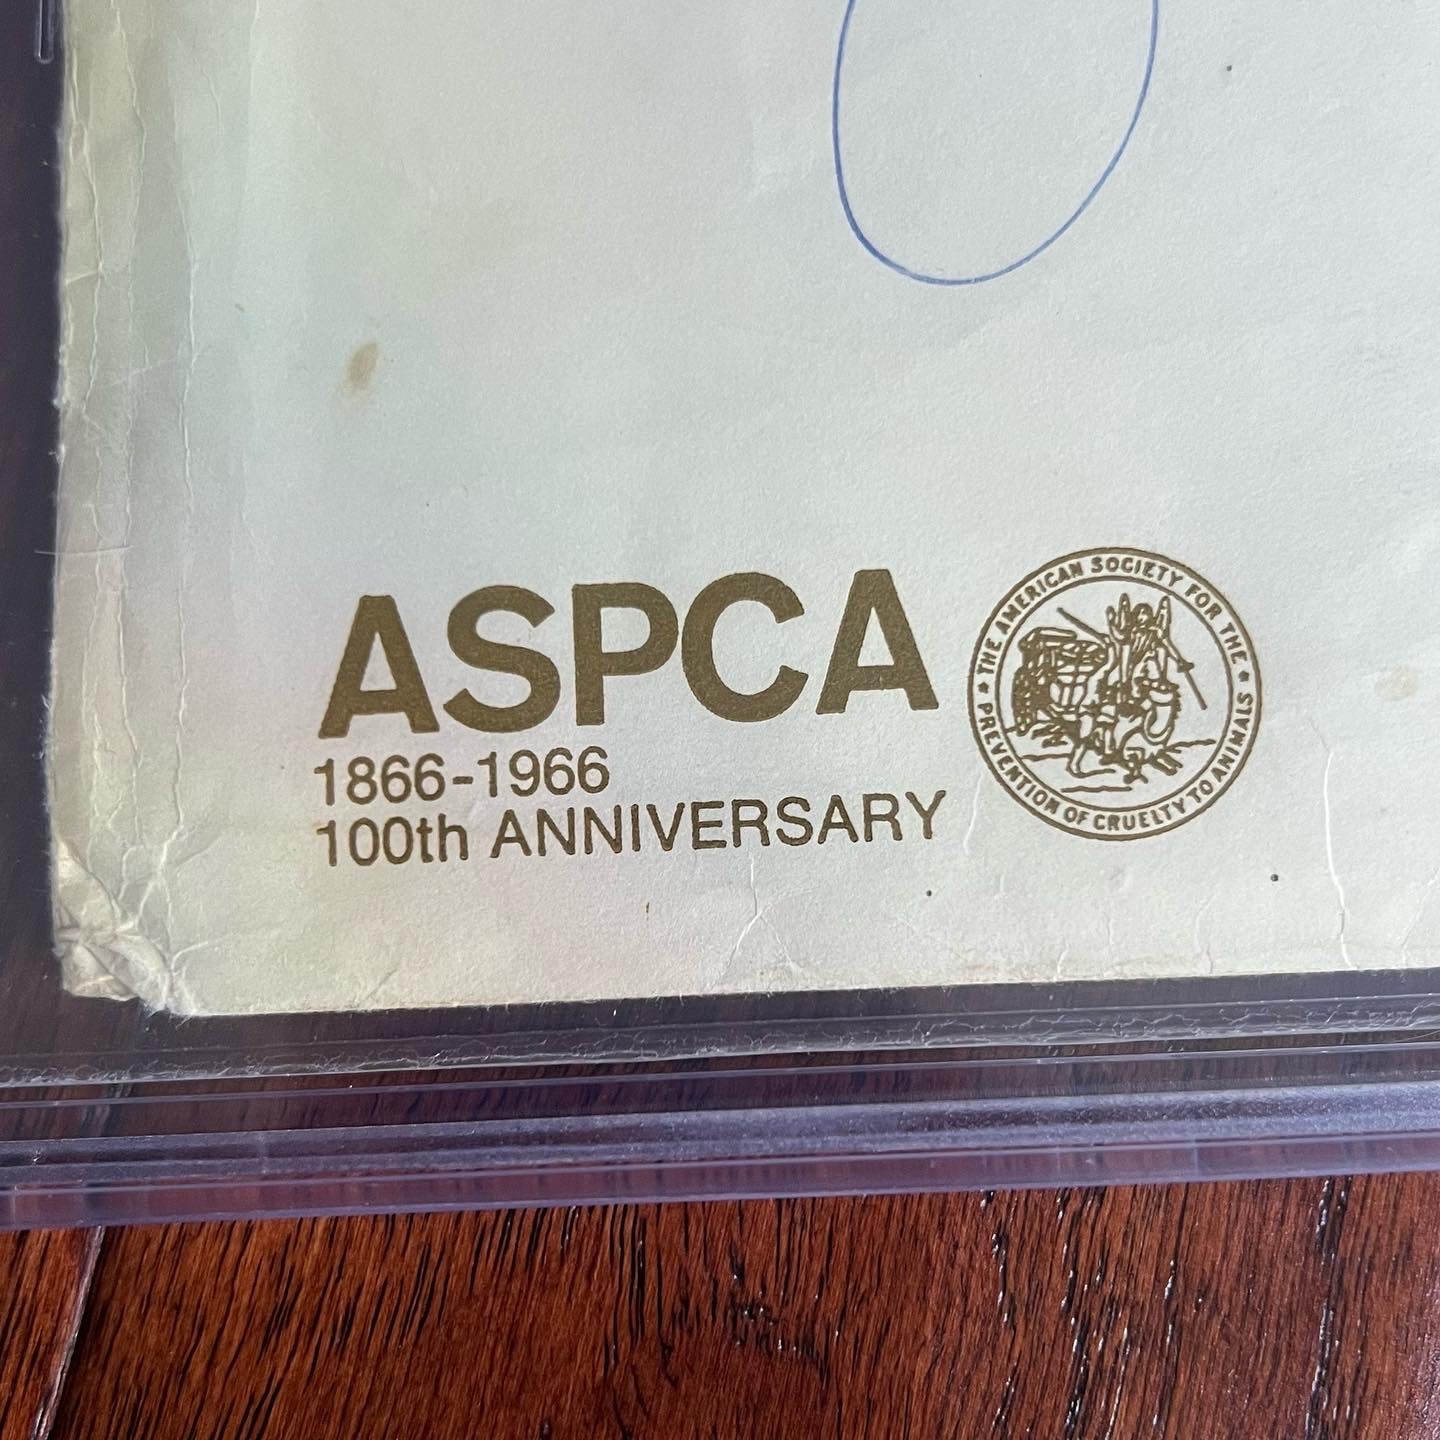 ASPCA
1866-1966
100th ANNIVERSARY
THE AMERICAN SOCIETY FOR THE
PREVENTION OF CRUELTY TO ANIMALS